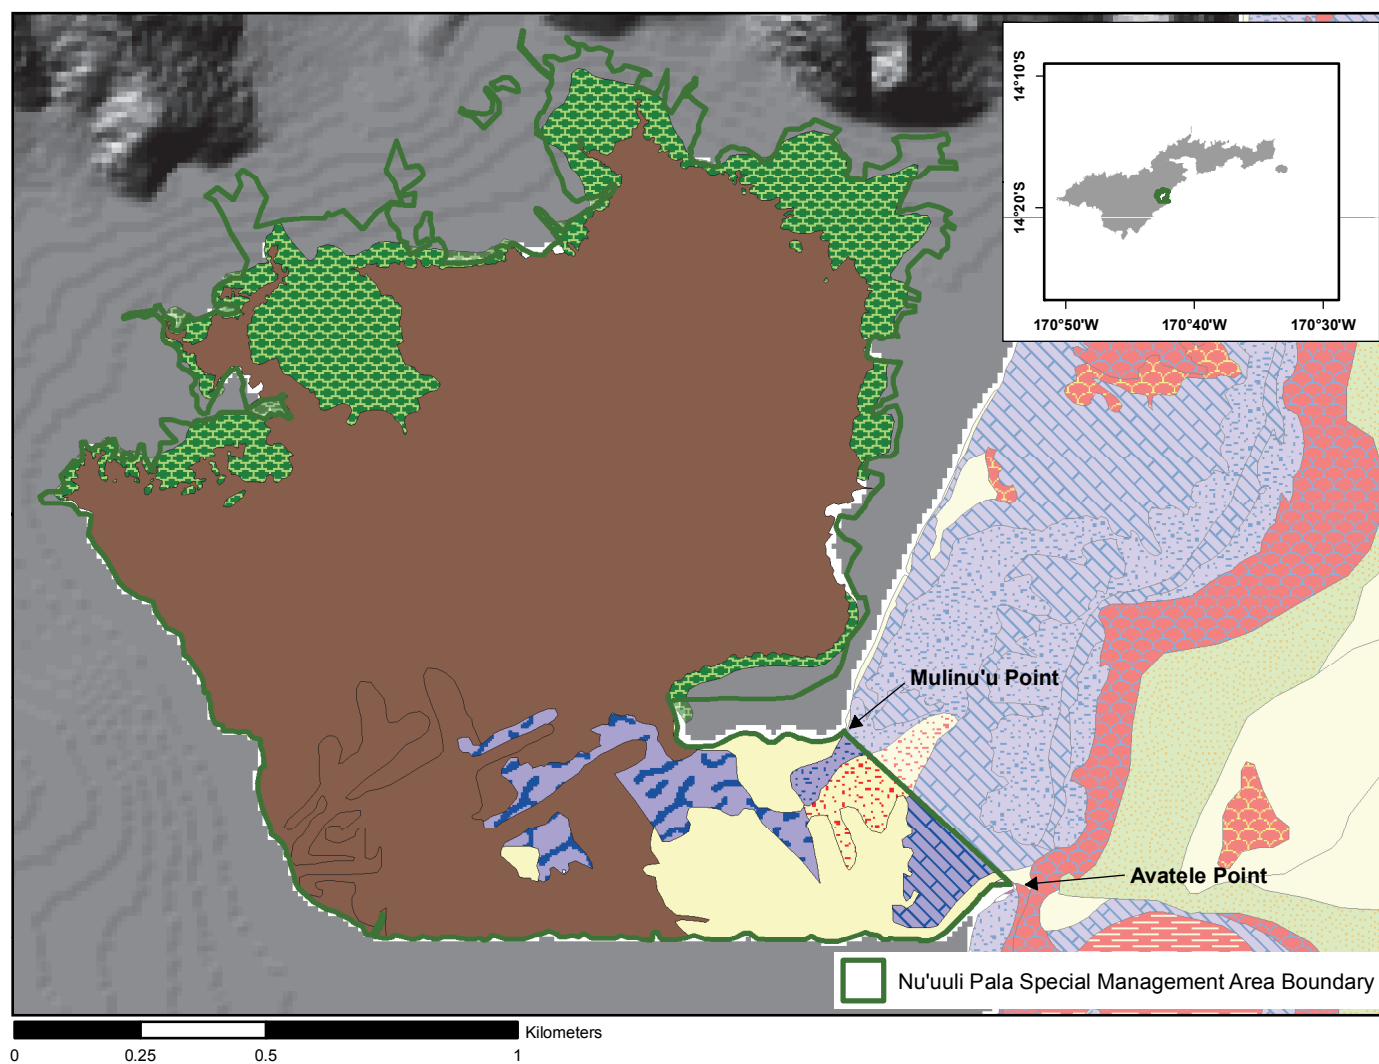 14°10'S
14°20'S
170°50'W 170°40'W 170°30'W
Mulinu'u Point
Avatele Point
Nu'uuli Pala Special Management Area Boundary
Kilometers
0 0.25 0.5 1